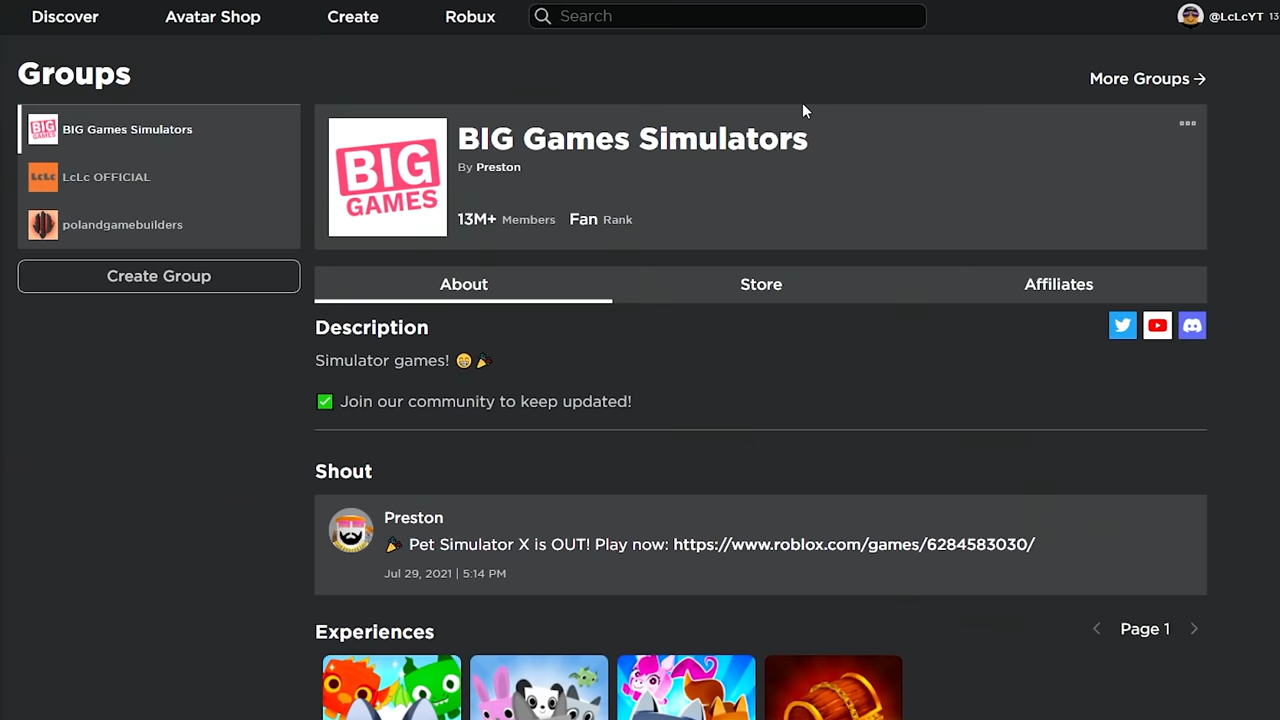 Discover Avatar Shop Create Robux Search @LcLcYT 13
Groups
More Groups →
BIG Games Simulators
LcLc LcLc OFFICIAL
polandgamebuilders
Create Group
BIG
GAMES
BIG Games Simulators
By Preston
13M+ Members Fan Rank
About Store Affiliates
Description
Simulator games! 😁 🎉
✅ Join our community to keep updated!
Shout
Preston
🎉 Pet Simulator X is OUT! Play now: https://www.roblox.com/games/6284583030/
Jul 29, 2021 | 5:14 PM
Experiences
Page 1